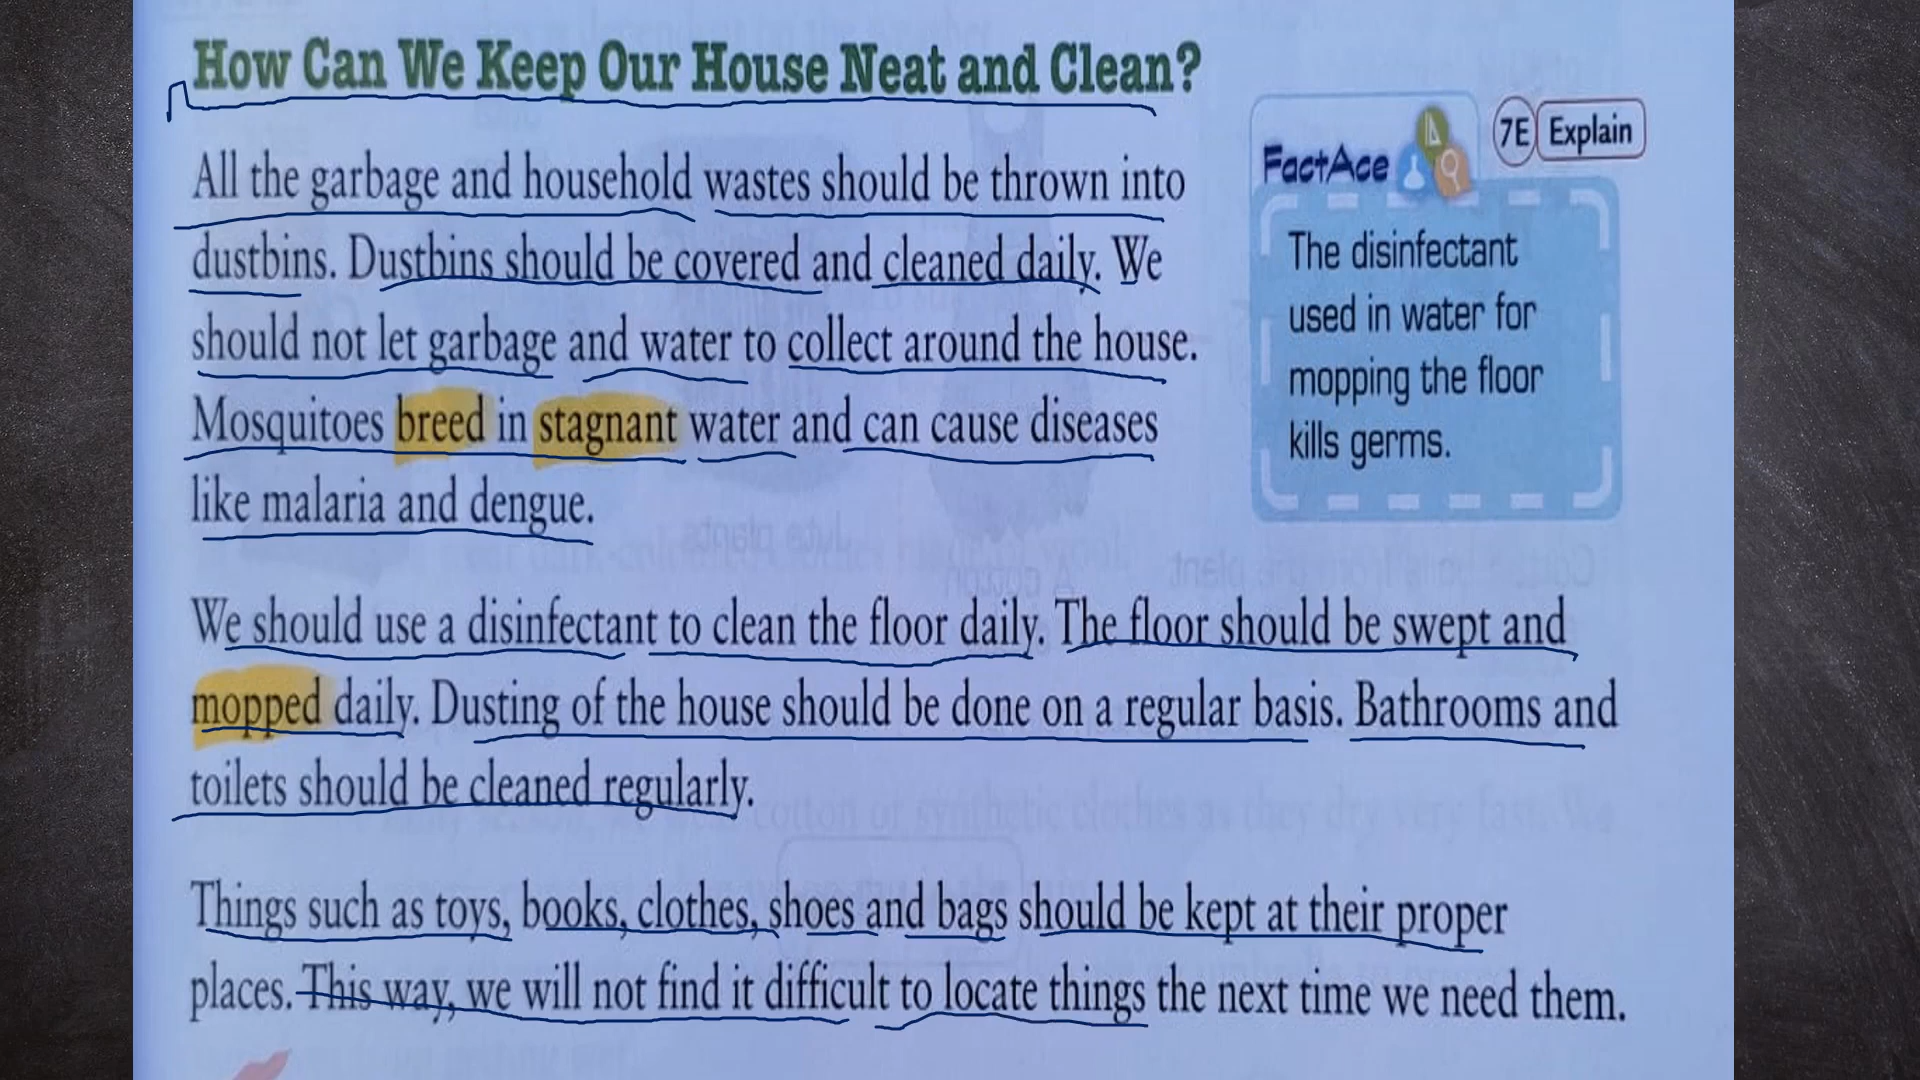 How Can We Keep Our House Neat and Clean?
All the garbage and household wastes should be thrown into
dustbins. Dustbins should be covered and cleaned daily. We
should not let garbage and water to collect around the house.
Mosquitoes breed in stagnant water and can cause diseases
like malaria and dengue.
7E Explain
FactAce
The disinfectant
used in water for
mopping the floor
kills germs.
We should use a disinfectant to clean the floor daily. The floor should be swept and
mopped daily. Dusting of the house should be done on a regular basis. Bathrooms and
toilets should be cleaned regularly.
Things such as toys, books, clothes, shoes and bags should be kept at their proper
places. This way, we will not find it difficult to locate things the next time we need them.